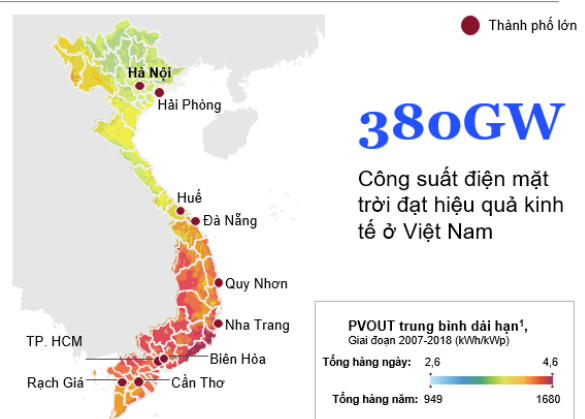 Thành phố lớn
Hà Nội
Hải Phòng
380GW
Công suất điện mặt
trời đạt hiệu quả kinh
tế ở Việt Nam
Huế
Đà Nẵng
Quy Nhơn
Nha Trang
TP. HCM
Biên Hòa
Rạch Giá
Cần Thơ
PVOUT trung bình dài hạn¹,
Giai đoạn 2007-2018 (kWh/kWp)
Tổng hàng ngày: 2,6 4,6
Tổng hàng năm: 949 1680